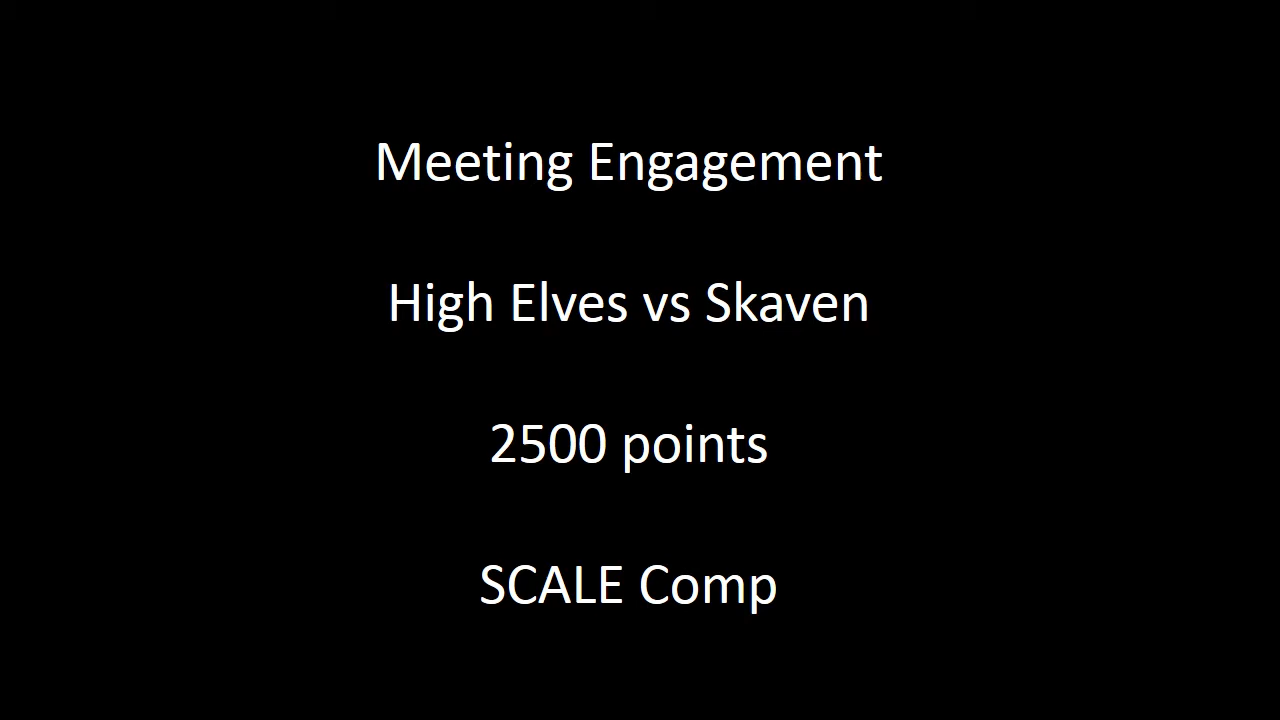 Meeting Engagement
High Elves vs Skaven
2500 points
SCALE Comp